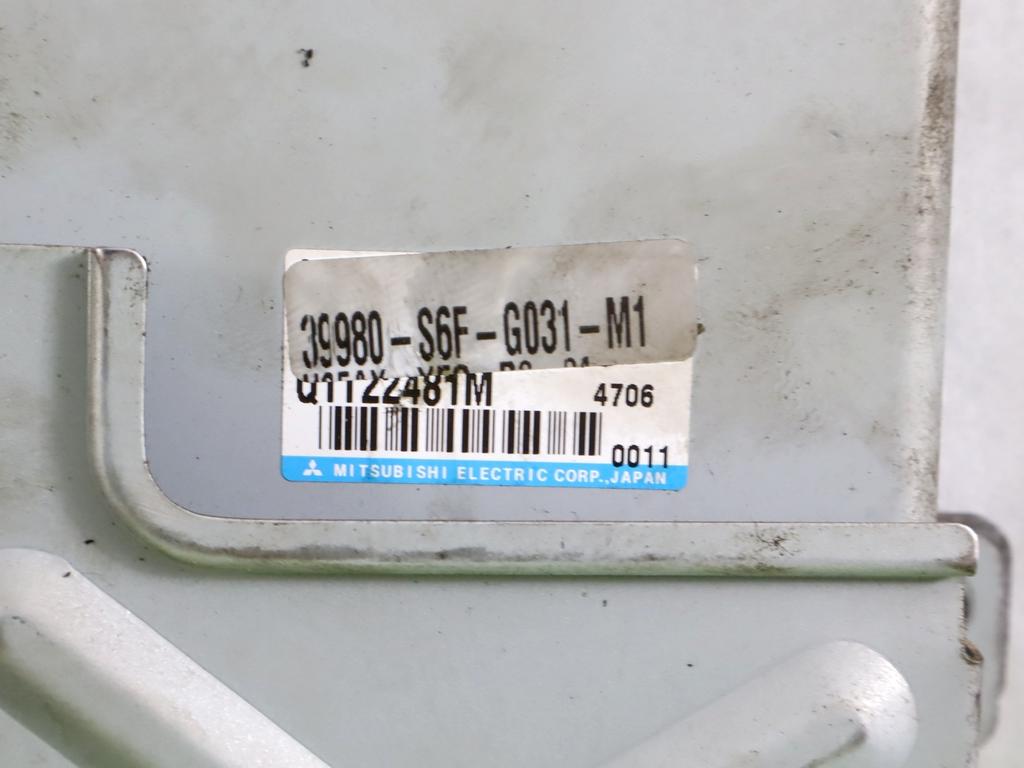 39980-S6F-G031-M1
Q1T22481M 4706
0011
MITSUBISHI ELECTRIC CORP.,JAPAN